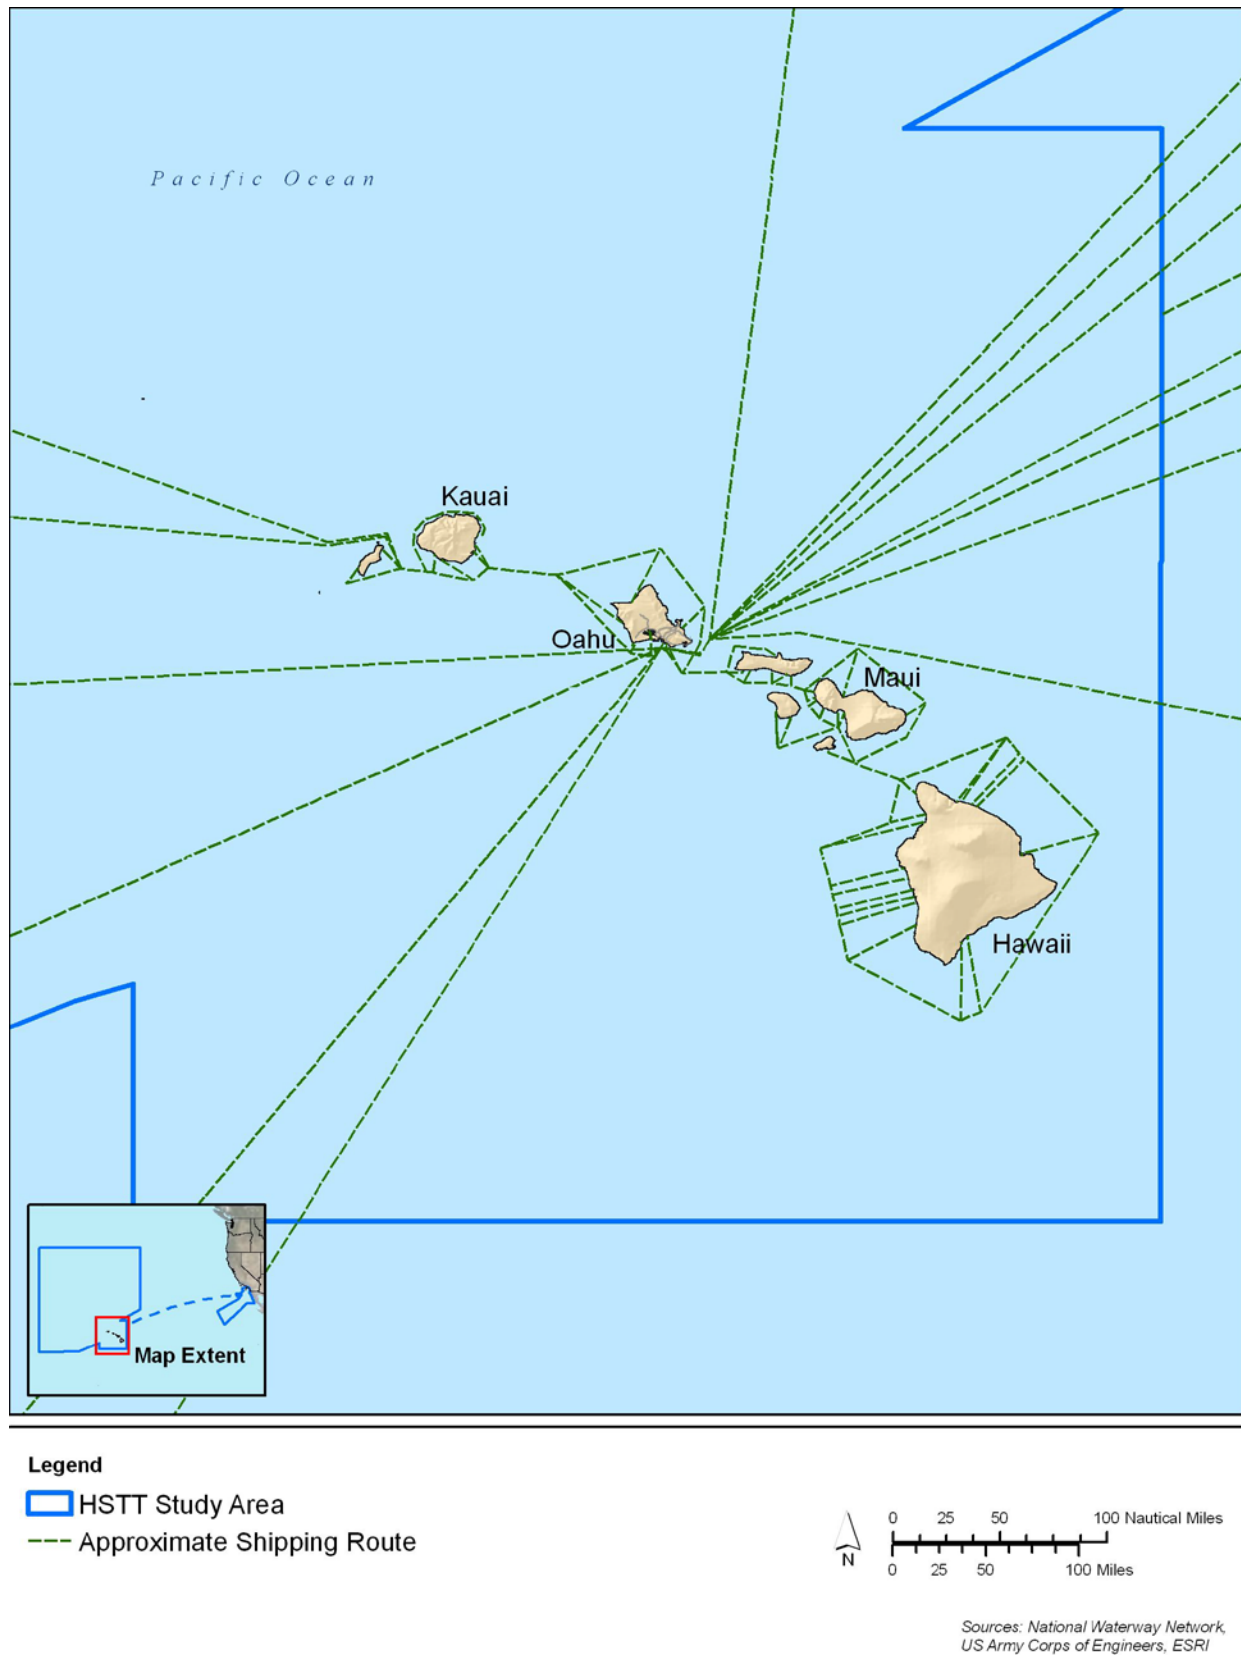 Pacific Ocean
Kauai
Oahu
Maui
Hawaii
Map Extent
Legend
HSTT Study Area
Approximate Shipping Route
N
0 25 50 100 Nautical Miles
0 25 50 100 Miles
Sources: National Waterway Network,
US Army Corps of Engineers, ESRI